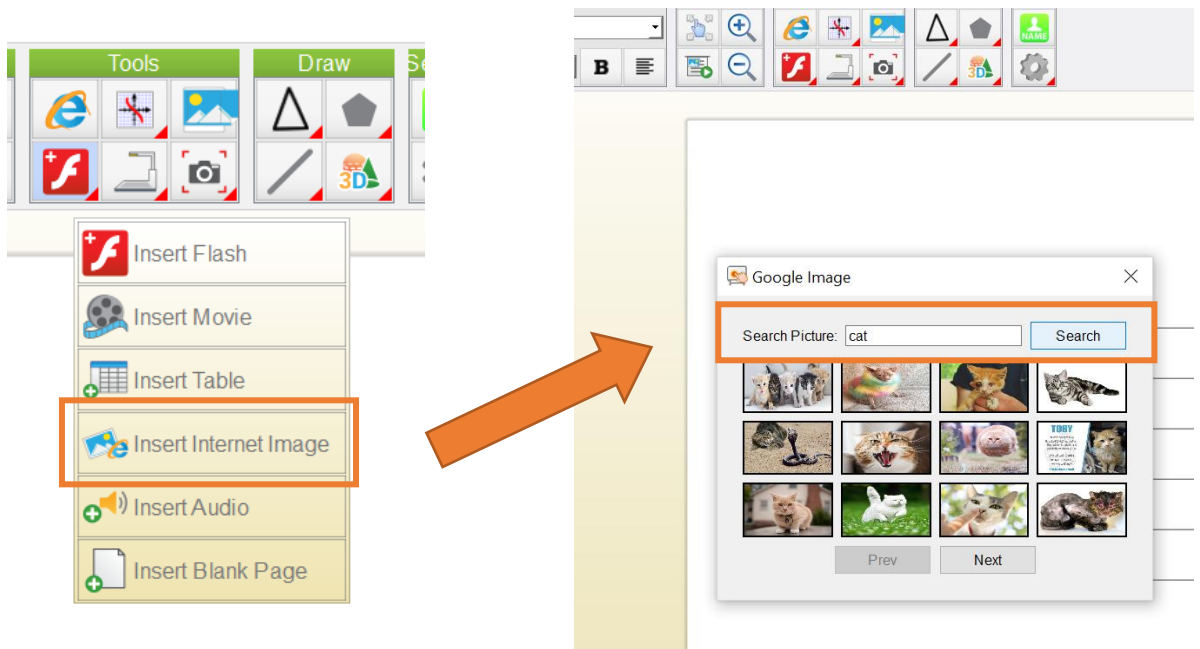 Tools
Draw
3D
Insert Flash
Insert Movie
Insert Table
Insert Internet Image
Insert Audio
Insert Blank Page
NAME
B
3D
Google Image
Search Picture: cat Search
TOBY
Prev Next